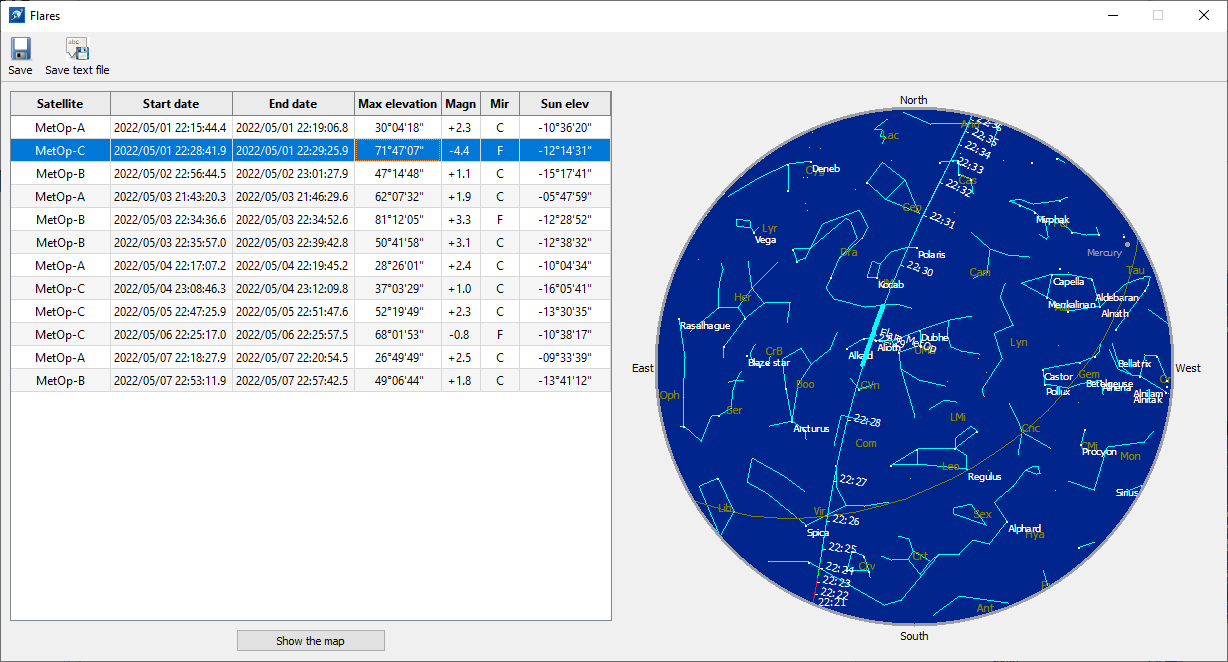 Flares
Save Save text file
Satellite Start date End date Max elevation Magn Mir Sun elev
MetOp-A 2022/05/01 22:15:44.4 2022/05/01 22:19:06.8 30°04'18" +2.3 C -10°36'20"
MetOp-C 2022/05/01 22:28:41.9 2022/05/01 22:29:25.9 71°47'07" -4.4 F -12°14'31"
MetOp-B 2022/05/02 22:56:44.5 2022/05/02 23:01:27.9 47°14'48" +1.1 C -15°17'41"
MetOp-A 2022/05/03 21:43:20.3 2022/05/03 21:46:29.6 62°07'32" +1.9 C -05°47'59"
MetOp-B 2022/05/03 22:34:36.6 2022/05/03 22:34:52.6 81°12'05" +3.3 F -12°28'52"
MetOp-B 2022/05/03 22:35:57.0 2022/05/03 22:39:42.8 50°41'58" +3.1 C -12°38'32"
MetOp-A 2022/05/04 22:17:07.2 2022/05/04 22:19:45.2 28°26'01" +2.4 C -10°04'34"
MetOp-C 2022/05/04 23:08:46.3 2022/05/04 23:12:09.8 37°03'29" +1.0 C -16°05'41"
MetOp-C 2022/05/05 22:47:25.9 2022/05/05 22:51:47.6 52°19'49" +2.3 C -13°30'35"
MetOp-C 2022/05/06 22:25:17.0 2022/05/06 22:25:57.5 68°01'53" -0.8 F -10°38'17"
MetOp-A 2022/05/07 22:18:27.9 2022/05/07 22:20:54.5 26°49'49" +2.5 C -09°33'39"
MetOp-B 2022/05/07 22:53:11.9 2022/05/07 22:57:42.5 49°06'44" +1.8 C -13°41'12"
Show the map
North
And
22:35
Lac
22:34
22:33
Cyg Deneb
Cas
22:32
Cep
22:31
Mirphak
Per
Lyr
Vega
Mercury
Dra
Polaris
22:30
Cam
Tau
Kocab
Capella
Her
Menkalinan
Aldebaran
Alnath
Rasalhague
Dubhe
Alioth
UMa
Lyn
CrB
Alkaid
Blaze star
East
West
Bellatrix
Gem
Castor
Betelgeuse
Alhena
Boo
CVn
Pollux
Alnilam
Alnitak
Oph
Ser
LMi
22:28
Arcturus
Cnc
Com
CMi
Procyon
Mon
Leo
Regulus
22:27
Sirius
Lib
Vir
22:26
Sex
Spica
Alphard
Hya
22:25
Crt
22:24
Crv
22:23
22:22
22:21
Ant
South